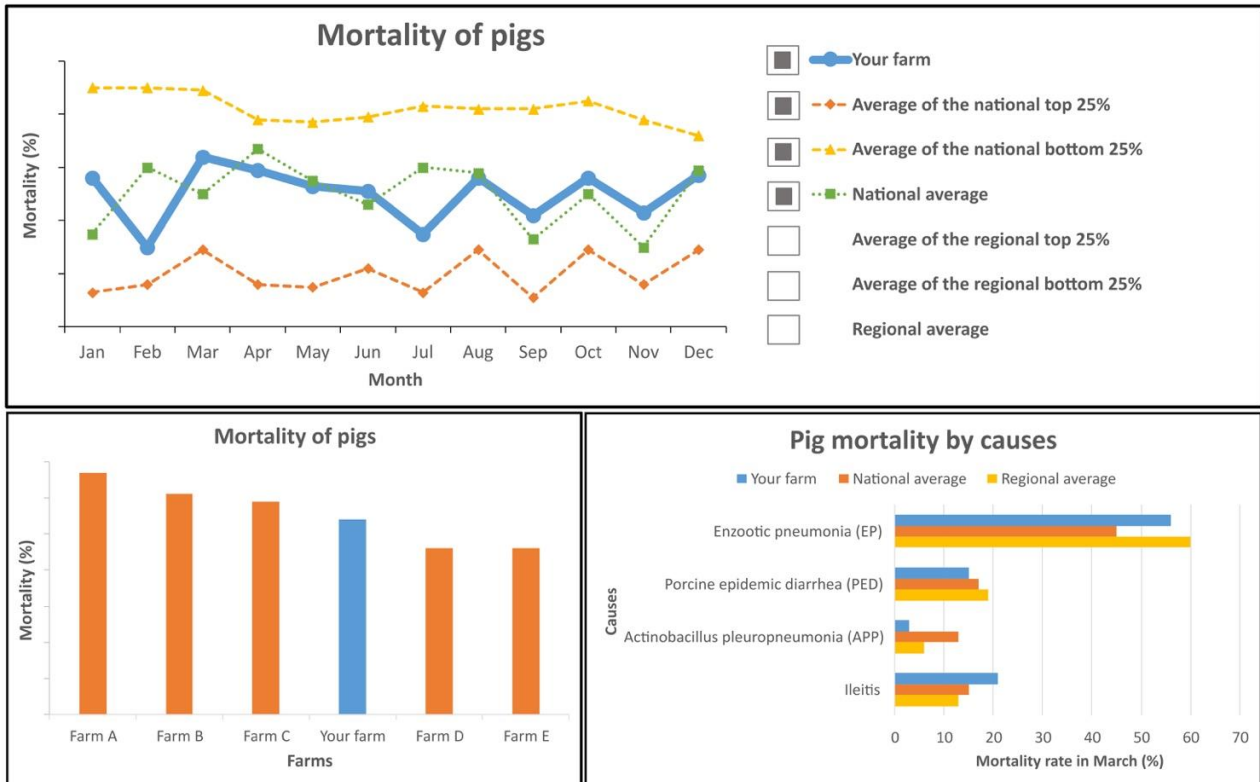 Mortality of pigs
Mortality (%)
Jan Feb Mar Apr May Jun Jul Aug Sep Oct Nov Dec
Month
Your farm
Average of the national top 25%
Average of the national bottom 25%
National average
Average of the regional top 25%
Average of the regional bottom 25%
Regional average
Mortality of pigs
Mortality (%)
Farm A Farm B Farm C Your farm Farm D Farm E
Farms
Pig mortality by causes
Your farm National average Regional average
Causes
Enzootic pneumonia (EP)
Porcine epidemic diarrhea (PED)
Actinobacillus pleuropneumonia (APP)
Ileitis
0 10 20 30 40 50 60 70
Mortality rate in March (%)